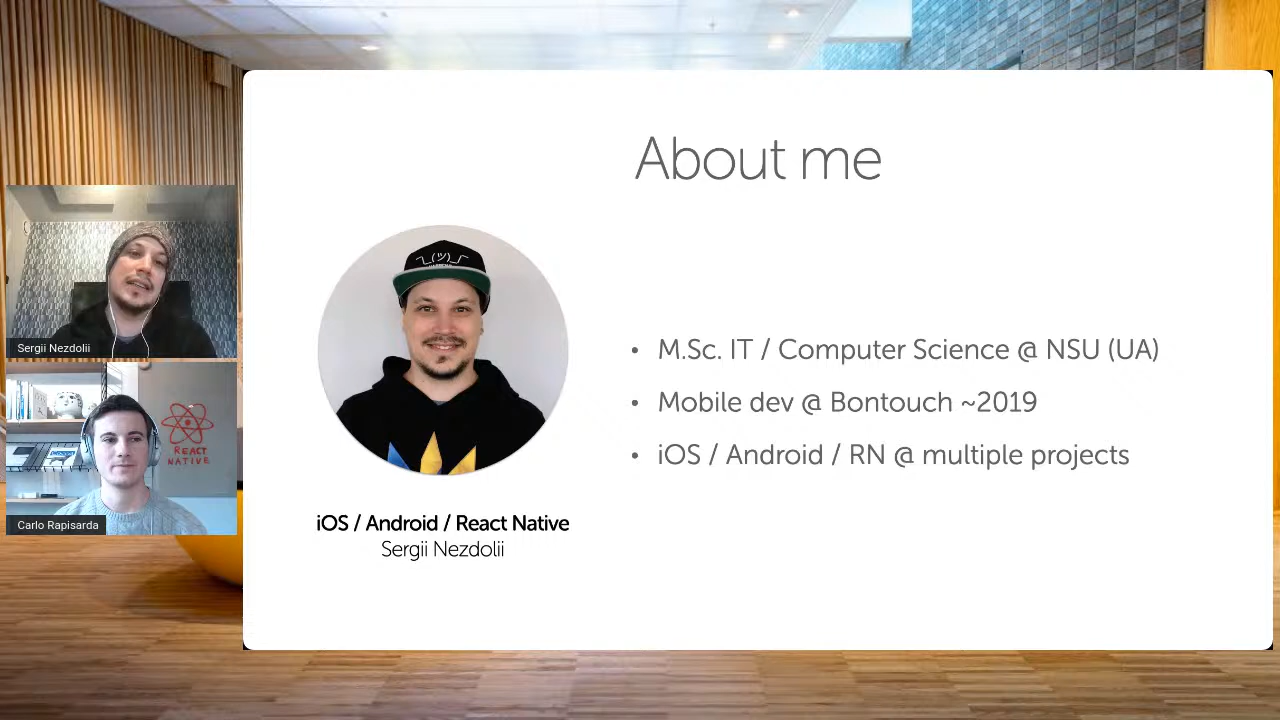 About me
¯\_(ツ)_/¯
• M.Sc. IT / Computer Science @ NSU (UA)
• Mobile dev @ Bontouch ~2019
• iOS / Android / RN @ multiple projects
iOS / Android / React Native
Sergii Nezdolii
Sergii Nezdolii
REACT
NATIVE
Carlo Rapisarda